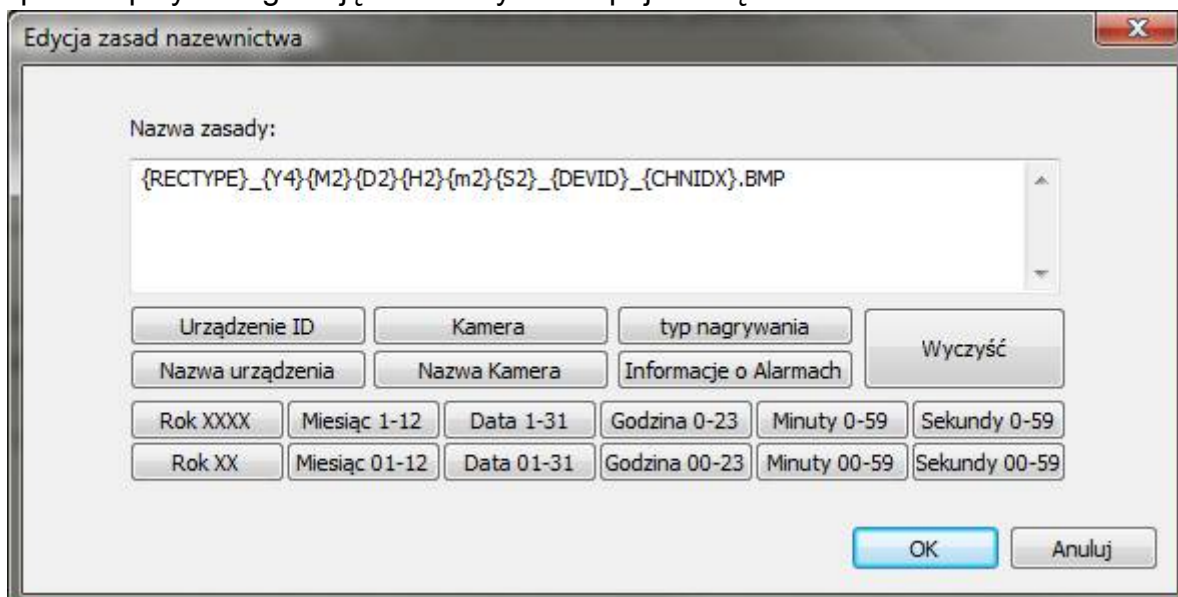 Edycja zasad nazewnictwa
Nazwa zasady:
{RECTYPE}_{Y4}{M2}{D2}{H2}{m2}{S2}_{DEVID}_{CHNIDX}.BMP
Urządzenie ID Kamera typ nagrywania
Wyczyść
Nazwa urządzenia Nazwa Kamera Informacje o Alarmach
Rok XXXX Miesiąc 1-12 Data 1-31 Godzina 0-23 Minuty 0-59 Sekundy 0-59
Rok XX Miesiąc 01-12 Data 01-31 Godzina 00-23 Minuty 00-59 Sekundy 00-59
OK Anuluj